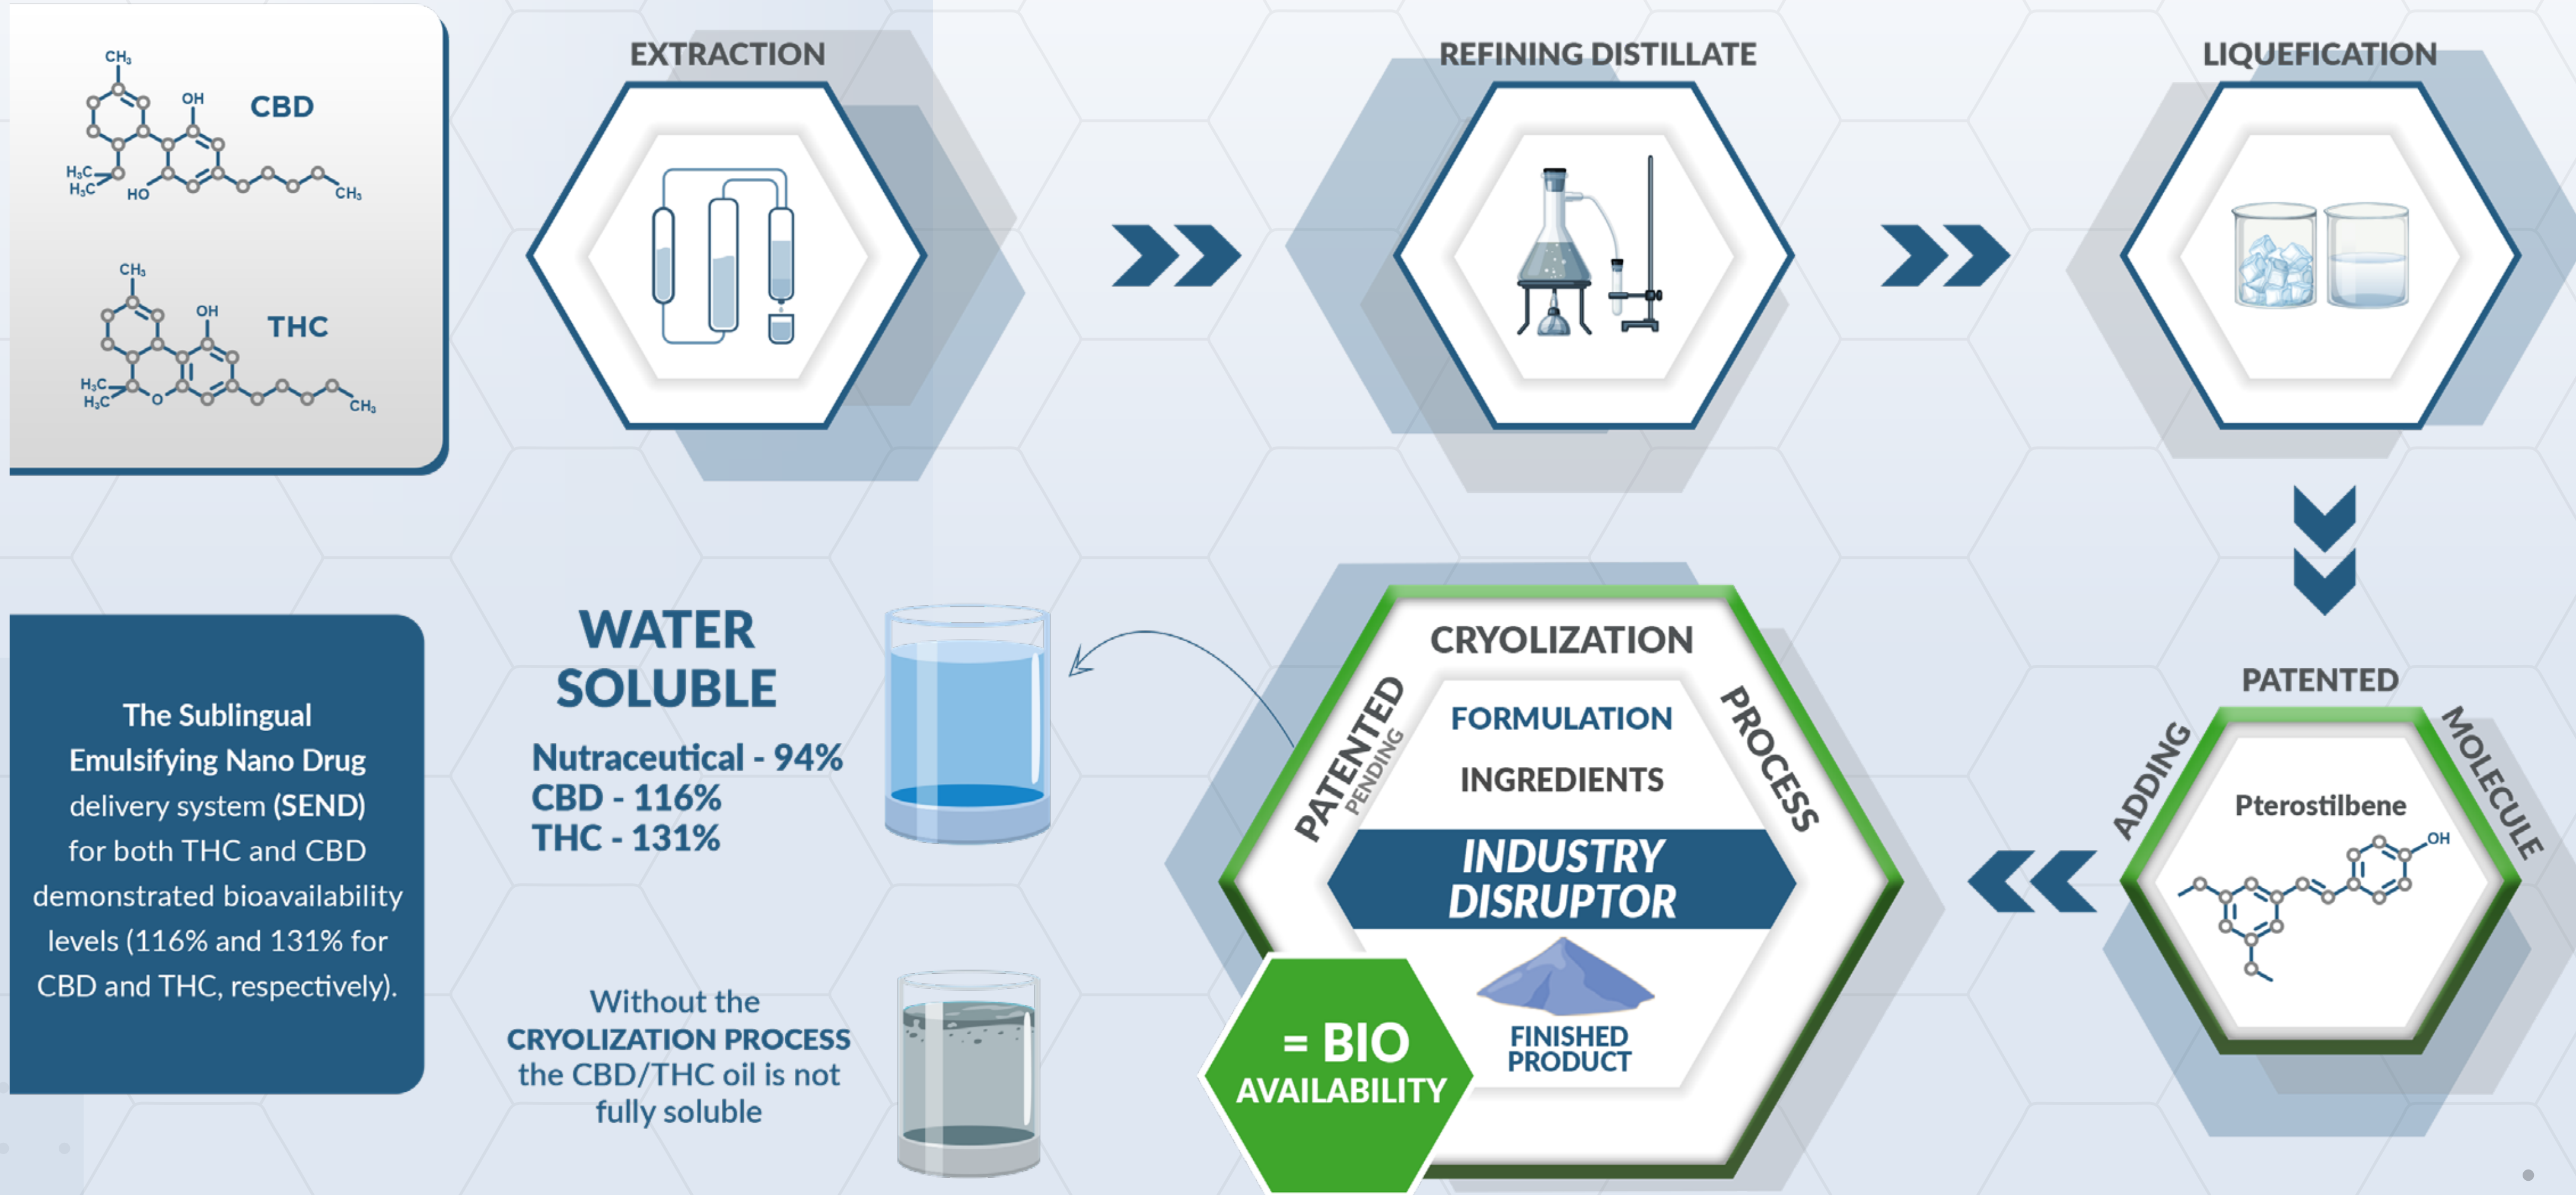 CH₃
OH
CBD
H₃C
H₃C
HO
CH₃
CH₃
OH
THC
H₃C
H₃C
O
CH₃
EXTRACTION
REFINING DISTILLATE
LIQUEFICATION
PATENTED
ADDING
MOLECULE
Pterostilbene
OH
CRYOLIZATION
PATENTED
PENDING
PROCESS
FORMULATION
INGREDIENTS
INDUSTRY
DISRUPTOR
FINISHED
PRODUCT
= BIO
AVAILABILITY
WATER
SOLUBLE
Nutraceutical - 94%
CBD - 116%
THC - 131%
Without the
CRYOLIZATION PROCESS
the CBD/THC oil is not
fully soluble
The Sublingual
Emulsifying Nano Drug
delivery system (SEND)
for both THC and CBD
demonstrated bioavailability
levels (116% and 131% for
CBD and THC, respectively).